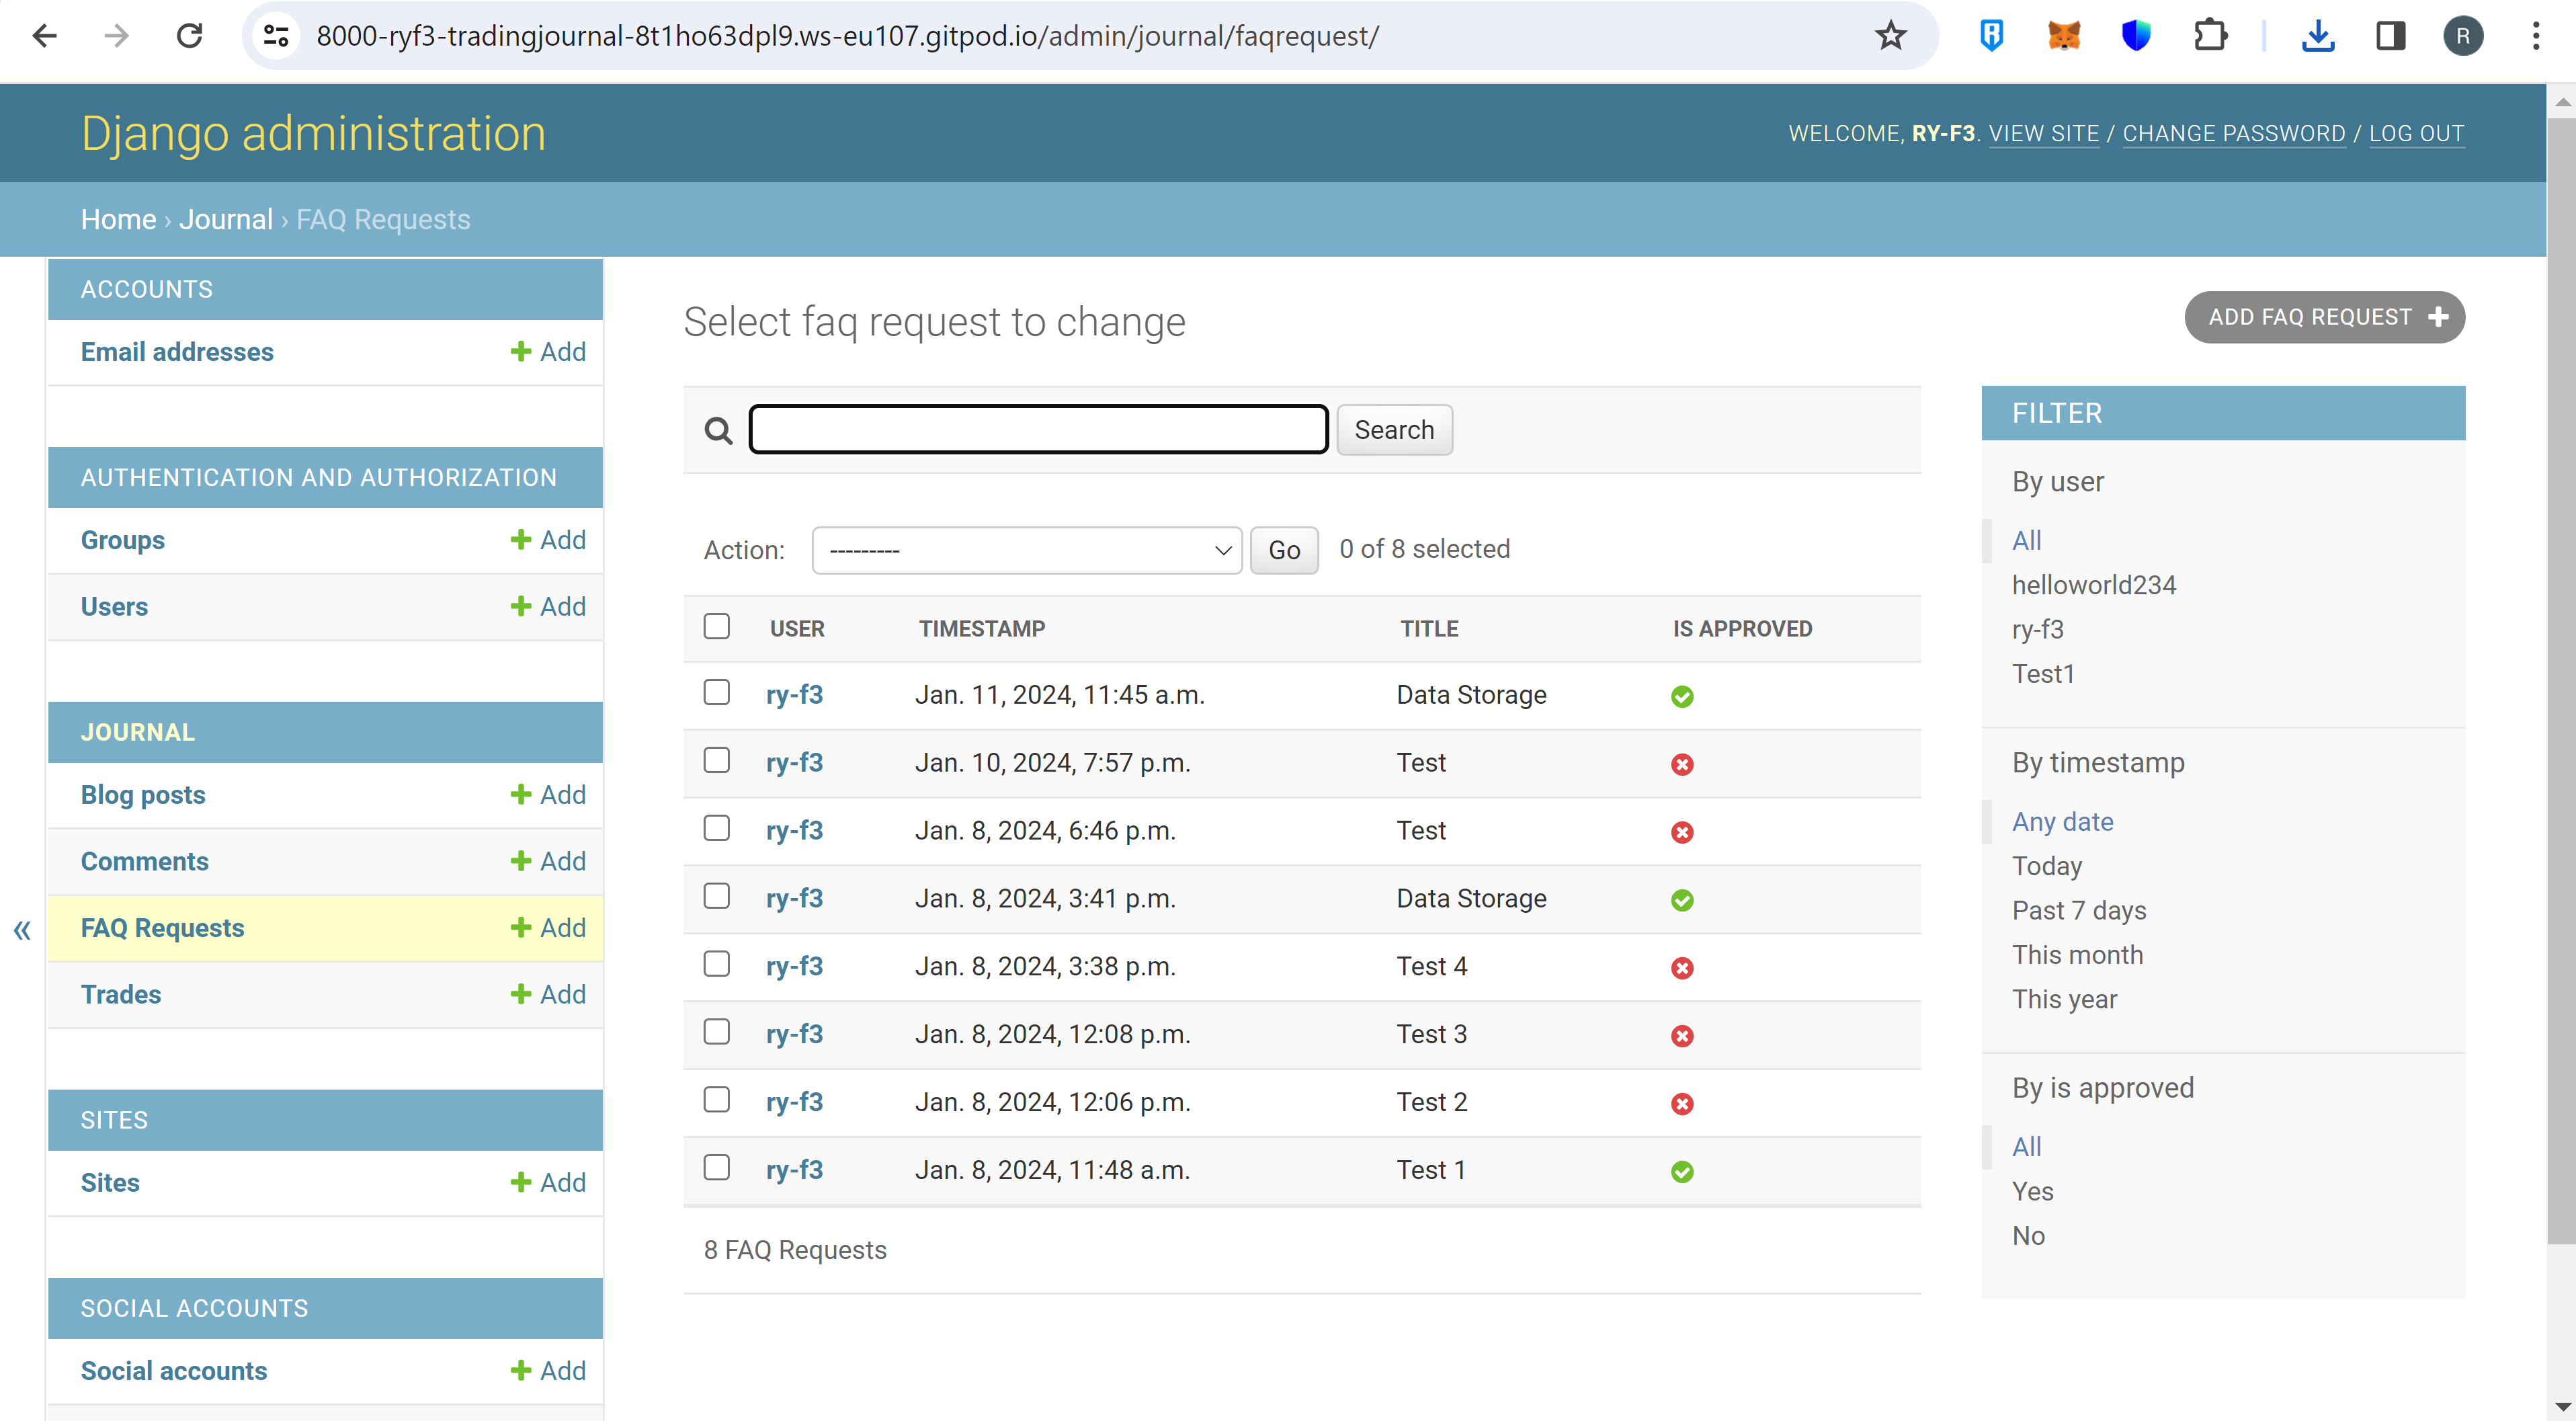 8000-ryf3-tradingjournal-8t1ho63dpl9.ws-eu107.gitpod.io/admin/journal/faqrequest/
R
Django administration
WELCOME, RY-F3. VIEW SITE / CHANGE PASSWORD / LOG OUT
Home › Journal › FAQ Requests
ACCOUNTS
Email addresses Add
AUTHENTICATION AND AUTHORIZATION
Groups Add
Users Add
JOURNAL
Blog posts Add
Comments Add
FAQ Requests Add
Trades Add
SITES
Sites Add
SOCIAL ACCOUNTS
Social accounts Add
«
Select faq request to change
ADD FAQ REQUEST
Search
Action: --------- Go 0 of 8 selected
USER TIMESTAMP TITLE IS APPROVED
ry-f3 Jan. 11, 2024, 11:45 a.m. Data Storage
ry-f3 Jan. 10, 2024, 7:57 p.m. Test
ry-f3 Jan. 8, 2024, 6:46 p.m. Test
ry-f3 Jan. 8, 2024, 3:41 p.m. Data Storage
ry-f3 Jan. 8, 2024, 3:38 p.m. Test 4
ry-f3 Jan. 8, 2024, 12:08 p.m. Test 3
ry-f3 Jan. 8, 2024, 12:06 p.m. Test 2
ry-f3 Jan. 8, 2024, 11:48 a.m. Test 1
8 FAQ Requests
FILTER
By user
All
helloworld234
ry-f3
Test1
By timestamp
Any date
Today
Past 7 days
This month
This year
By is approved
All
Yes
No